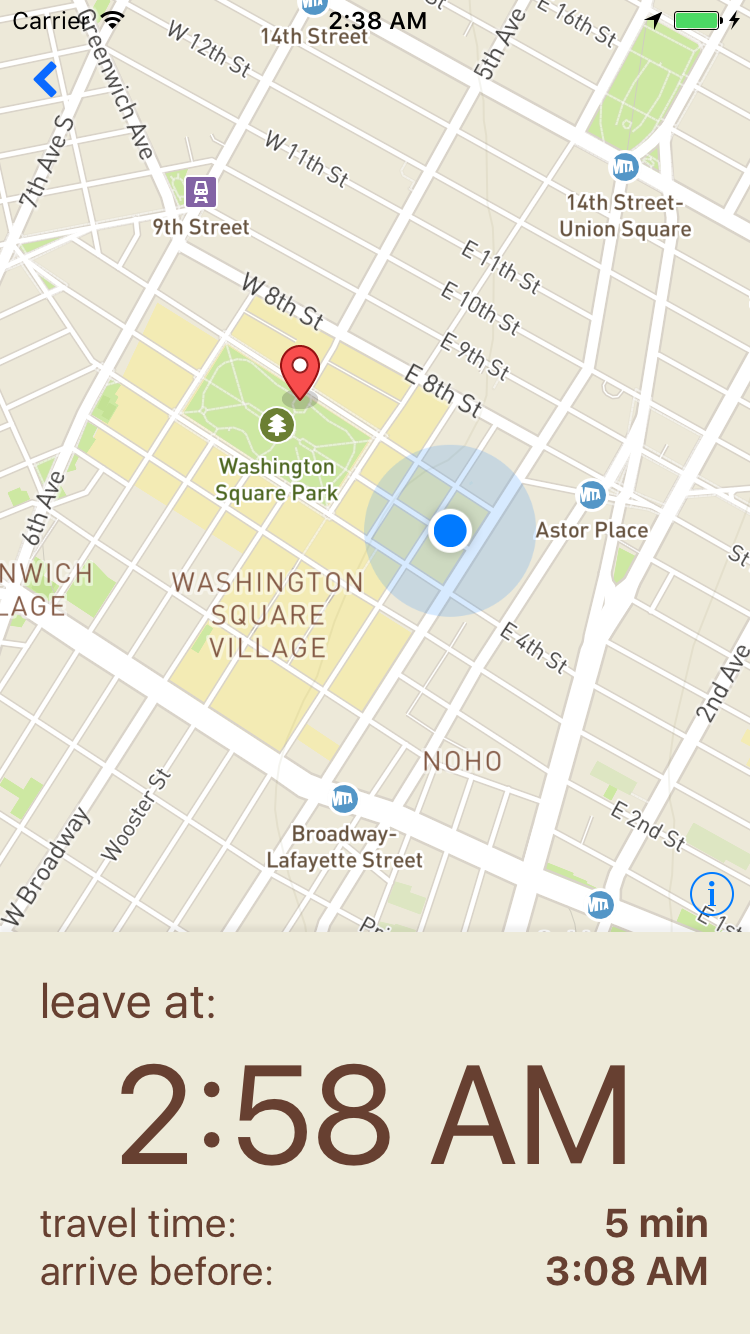 Carrier
2:38 AM
14th Street
W 12th St
5th Ave
E 16th St
Greenwich Ave
7th Ave S
W 11th St
9th Street
14th Street-
Union Square
E 11th St
E 10th St
W 8th St
E 9th St
E 8th St
Washington
Square Park
6th Ave
Astor Place
NWICH
LAGE
WASHINGTON
SQUARE
VILLAGE
St
E 4th St
2nd Ave
NOHO
Wooster St
W Broadway
Broadway-
Lafayette Street
E 2nd St
E 1st
leave at:
2:58 AM
travel time: 5 min
arrive before: 3:08 AM